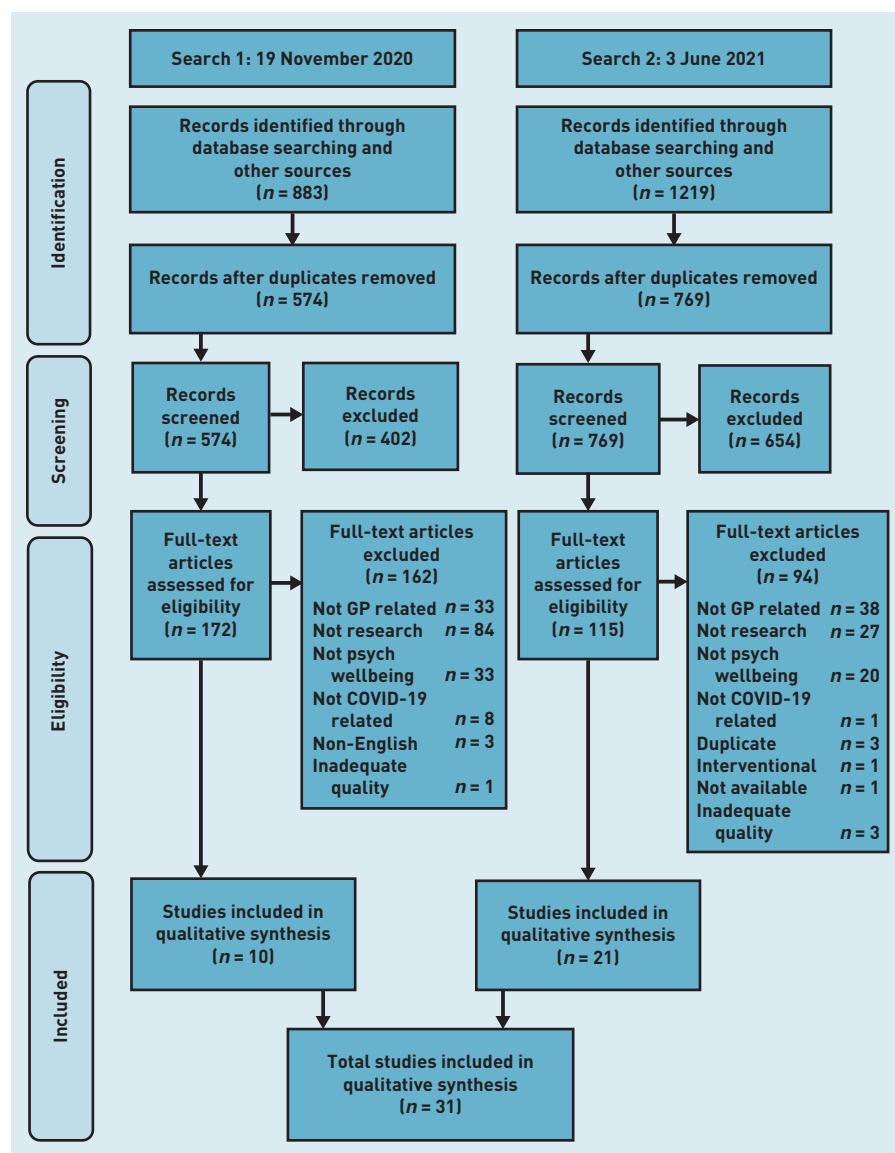 Search 1: 19 November 2020
Search 2: 3 June 2021
Identification
Records identified through
database searching and
other sources
(n = 883)
Records identified through
database searching and
other sources
(n = 1219)
Records after duplicates removed
(n = 574)
Records after duplicates removed
(n = 769)
Screening
Records
screened
(n = 574)
Records
excluded
(n = 402)
Records
screened
(n = 769)
Records
excluded
(n = 654)
Eligibility
Full-text
articles
assessed for
eligibility
(n = 172)
Full-text articles
excluded
(n = 162)
Not GP related n = 33
Not research n = 84
Not psych
wellbeing n = 33
Not COVID-19
related n = 8
Non-English n = 3
Inadequate
quality n = 1
Full-text
articles
assessed for
eligibility
(n = 115)
Full-text articles
excluded
(n = 94)
Not GP related n = 38
Not research n = 27
Not psych
wellbeing n = 20
Not COVID-19
related n = 1
Duplicate n = 3
Interventional n = 1
Not available n = 1
Inadequate
quality n = 3
Included
Studies included in
qualitative synthesis
(n = 10)
Studies included in
qualitative synthesis
(n = 21)
Total studies included in
qualitative synthesis
(n = 31)